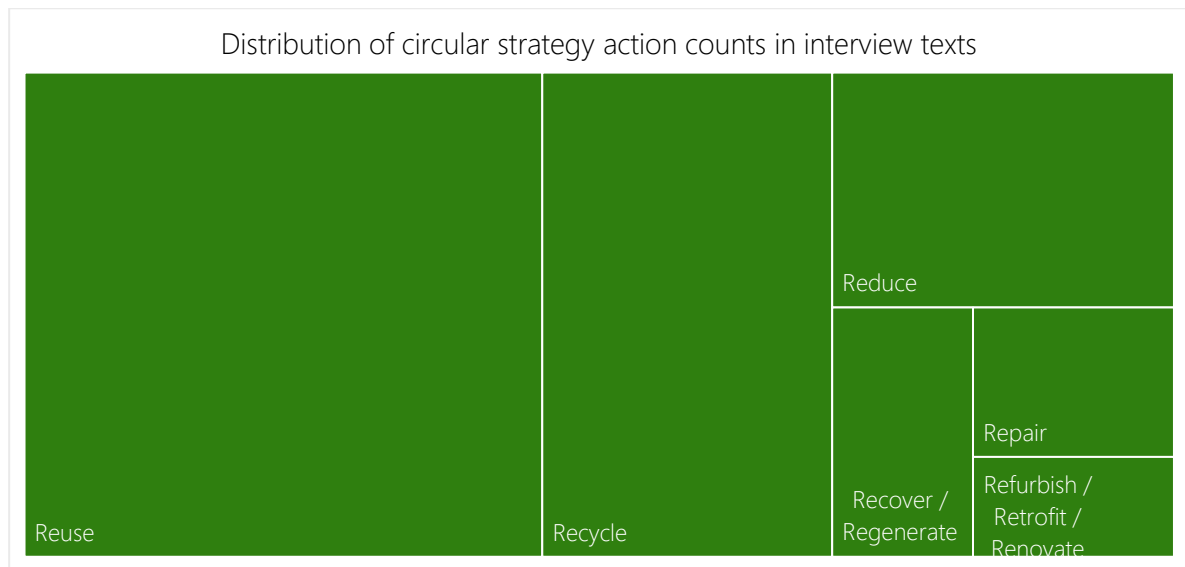 Distribution of circular strategy action counts in interview texts
Reuse
Recycle
Reduce
Recover /
Regenerate
Repair
Refurbish /
Retrofit /
Renovate